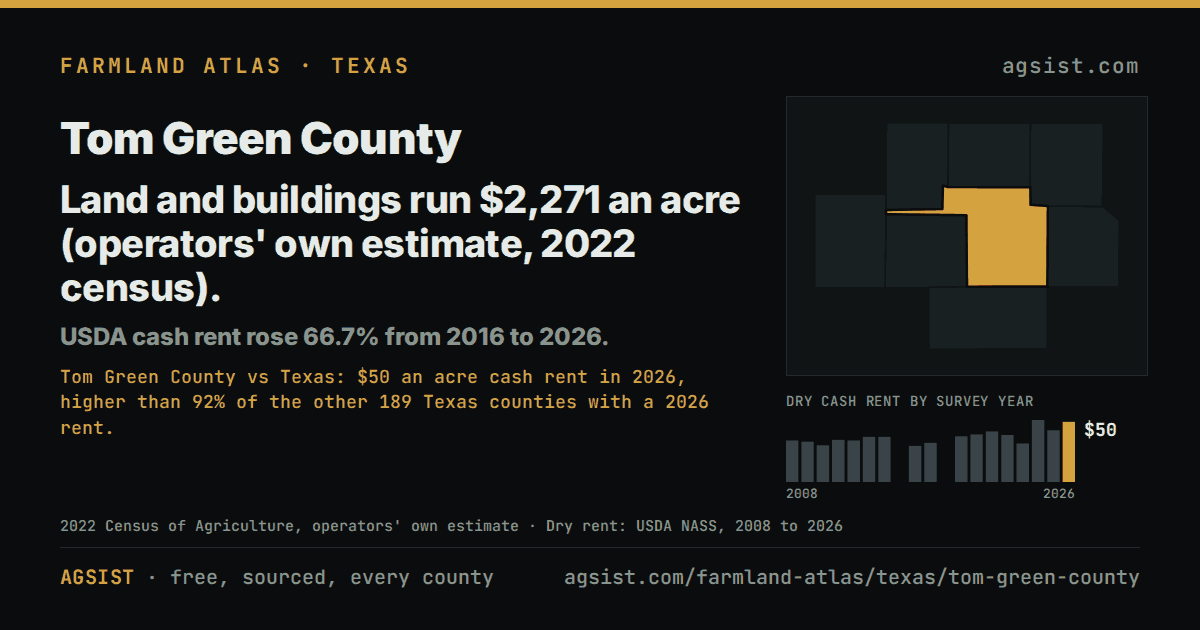 FARMLAND ATLAS · TEXAS
agsist.com
Tom Green County
Land and buildings run $2,271 an acre
(operators' own estimate, 2022
census).
USDA cash rent rose 66.7% from 2016 to 2026.
Tom Green County vs Texas: $50 an acre cash rent in 2026,
higher than 92% of the other 189 Texas counties with a 2026
rent.
DRY CASH RENT BY SURVEY YEAR
$50
2008
2026
2022 Census of Agriculture, operators' own estimate · Dry rent: USDA NASS, 2008 to 2026
AGSIST · free, sourced, every county
agsist.com/farmland-atlas/texas/tom-green-county